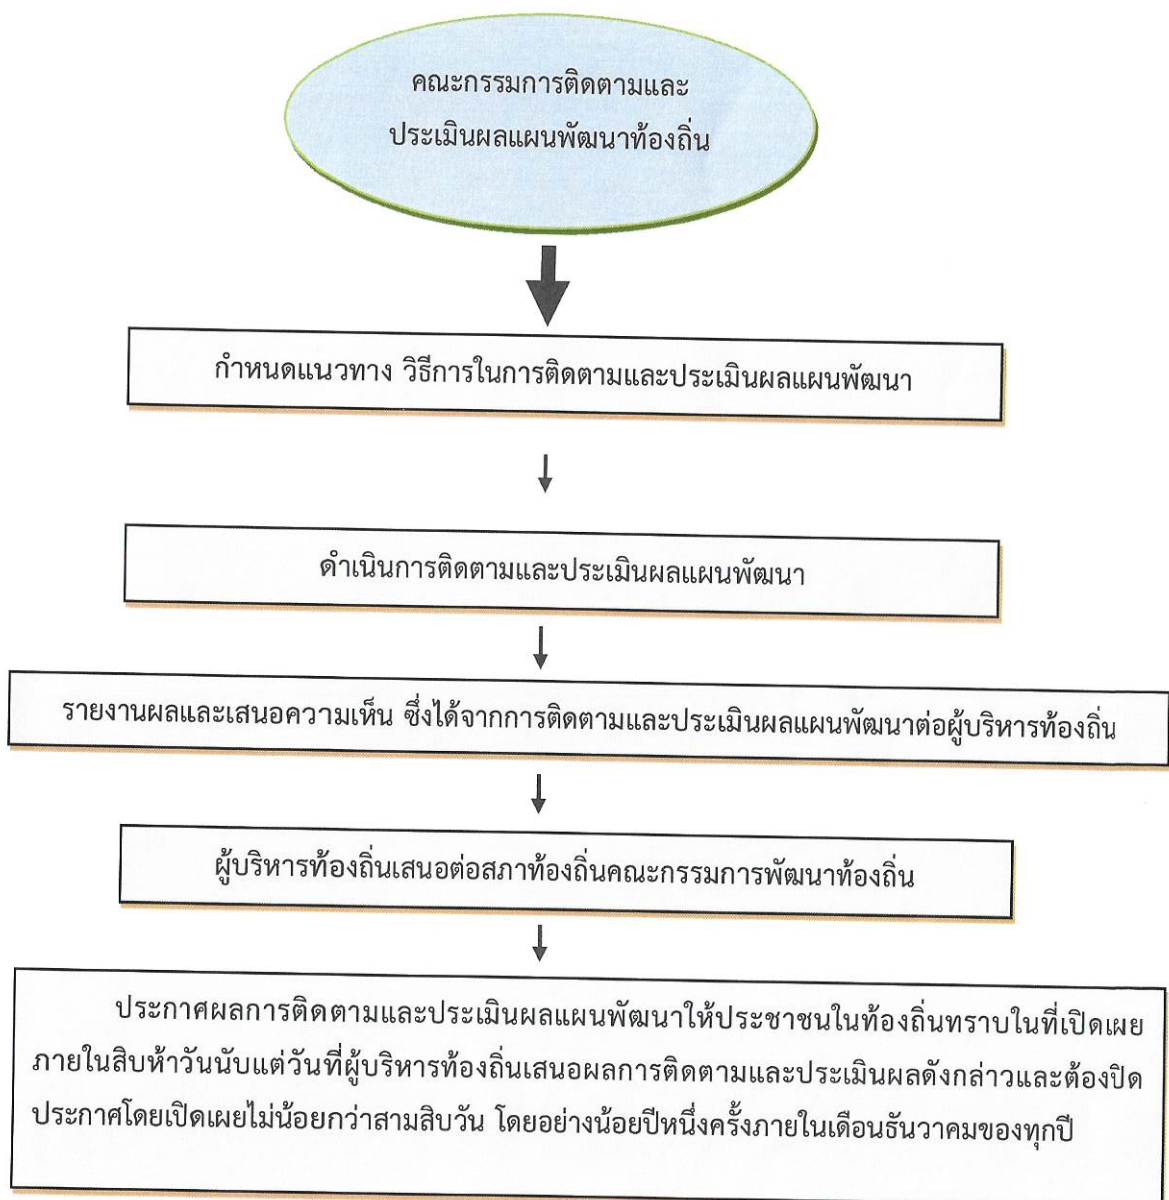 คณะกรรมการติดตามและ
ประเมินผลแผนพัฒนาท้องถิ่น
กำหนดแนวทาง วิธีการในการติดตามและประเมินผลแผนพัฒนา
ดำเนินการติดตามและประเมินผลแผนพัฒนา
รายงานผลและเสนอความเห็น ซึ่งได้จากการติดตามและประเมินผลแผนพัฒนาต่อผู้บริหารท้องถิ่น
ผู้บริหารท้องถิ่นเสนอต่อสภาท้องถิ่นคณะกรรมการพัฒนาท้องถิ่น
ประกาศผลการติดตามและประเมินผลแผนพัฒนาให้ประชาชนในท้องถิ่นทราบในที่เปิดเผย
ภายในสิบห้าวันนับแต่วันที่ผู้บริหารท้องถิ่นเสนอผลการติดตามและประเมินผลดังกล่าวและต้องปิด
ประกาศโดยเปิดเผยไม่น้อยกว่าสามสิบวัน โดยอย่างน้อยปีหนึ่งครั้งภายในเดือนธันวาคมของทุกปี